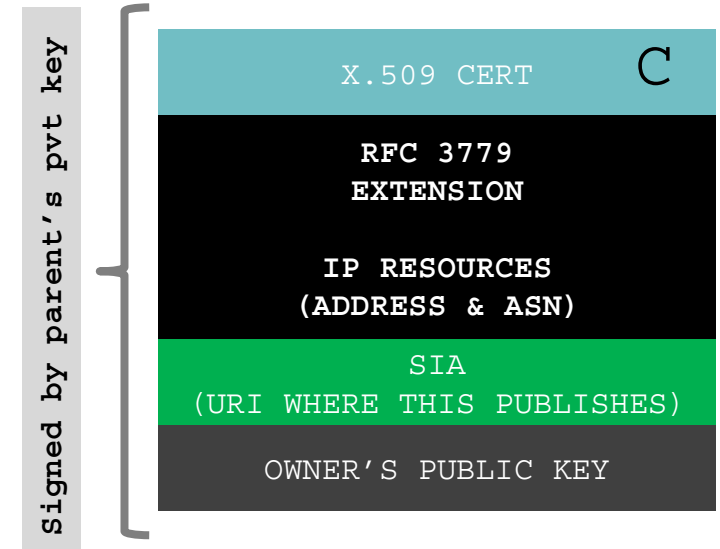 Signed by parent’s pvt key
X.509 CERT C
RFC 3779
EXTENSION
IP RESOURCES
(ADDRESS & ASN)
SIA
(URI WHERE THIS PUBLISHES)
OWNER’S PUBLIC KEY